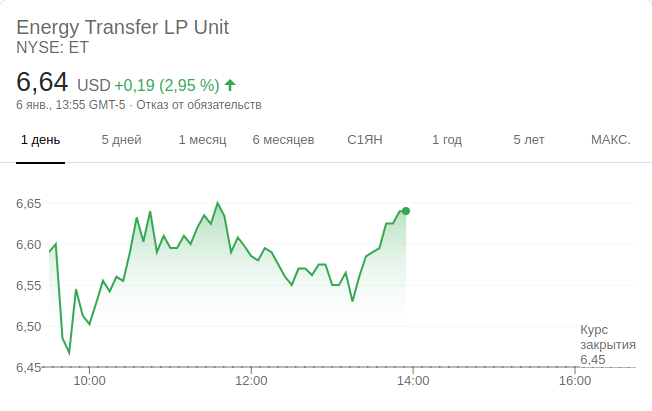 Energy Transfer LP Unit
NYSE: ET
6,64 USD +0,19 (2,95 %)
6 янв., 13:55 GMT-5 · Отказ от обязательств
1 день 5 дней 1 месяц 6 месяцев С1ЯН 1 год 5 лет МАКС.
6,65
6,60
6,55
6,50
6,45
Курс
закрытия
6,45
10:00 12:00 14:00 16:00